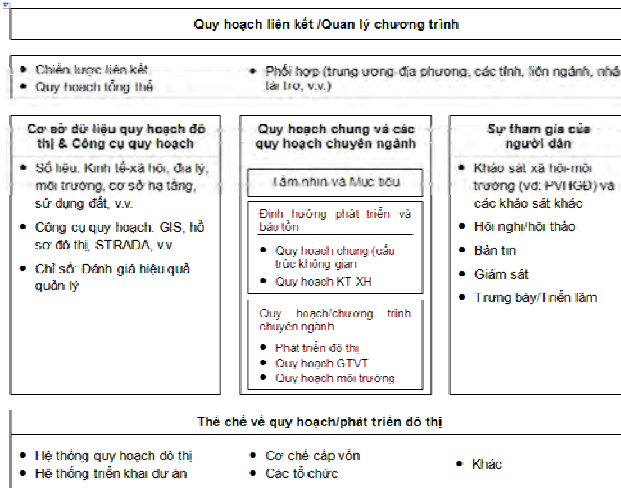 Quy hoạch liên kết /Quản lý chương trình
• Chiến lược liên kết
• Quy hoạch tổng thể
• Phối hợp (trung ương-địa phương, các tỉnh, liên ngành, nhà
tài trợ, v.v.)
Cơ sở dữ liệu quy hoạch đô
thị & Công cụ quy hoạch
• Số liệu: Kinh tế-xã hội, địa lý,
môi trường, cơ sở hạ tầng,
sử dụng đất, v.v.
• Công cụ quy hoạch: GIS, hồ
sơ đô thị, STRADA, v.v.
• Chỉ số: Đánh giá hiệu quả
quản lý
Quy hoạch chung và các
quy hoạch chuyên ngành
Tầm nhìn và Mục tiêu
Định hướng phát triển và
bảo tồn
• Quy hoạch chung (cấu
trúc không gian
• Quy hoạch KT XH
Quy hoạch/chương trình
chuyên ngành
• Phát triển đô thị
• Quy hoạch GTVT
• Quy hoạch môi trường
Sự tham gia của
người dân
• Khảo sát xã hội-môi
trường (vd: PVHGĐ) và
các khảo sát khác
• Hội nghị/hội thảo
• Bản tin
• Giám sát
• Trưng bày/Triển lãm
Thể chế về quy hoạch/phát triển đô thị
• Hệ thống quy hoạch đô thị
• Hệ thống triển khai dự án
• Cơ chế cấp vốn
• Các tổ chức
• Khác